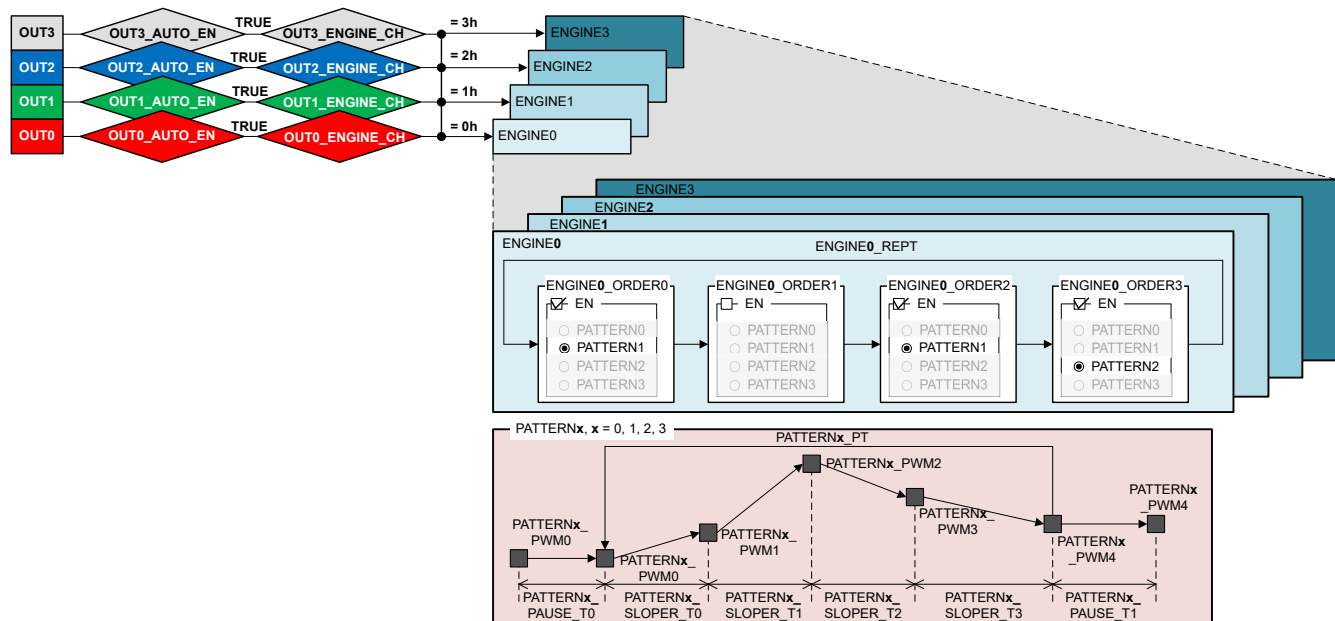 OUT3 OUT3_AUTO_EN TRUE OUT3_ENGINE_CH = 3h ENGINE3
OUT2 OUT2_AUTO_EN TRUE OUT2_ENGINE_CH = 2h ENGINE2
OUT1 OUT1_AUTO_EN TRUE OUT1_ENGINE_CH = 1h ENGINE1
OUT0 OUT0_AUTO_EN TRUE OUT0_ENGINE_CH = 0h ENGINE0
ENGINE3
ENGINE2
ENGINE1
ENGINE0 ENGINE0_REPT
ENGINE0_ORDER0 ENGINE0_ORDER1 ENGINE0_ORDER2 ENGINE0_ORDER3
EN EN EN EN
PATTERN0 PATTERN0 PATTERN0 PATTERN0
PATTERN1 PATTERN1 PATTERN1 PATTERN1
PATTERN2 PATTERN2 PATTERN2 PATTERN2
PATTERN3 PATTERN3 PATTERN3 PATTERN3
PATTERNx, x = 0, 1, 2, 3
PATTERNx_PT
PATTERNx_
PWM0
PATTERNx_
PWM0
PATTERNx_
PWM1
PATTERNx_PWM2
PATTERNx_
PWM3
PATTERNx
_PWM4
PATTERNx
_PWM4
PATTERNx_ PATTERNx_ PATTERNx_ PATTERNx_ PATTERNx_ PATTERNx_
PAUSE_T0 SLOPER_T0 SLOPER_T1 SLOPER_T2 SLOPER_T3 PAUSE_T1